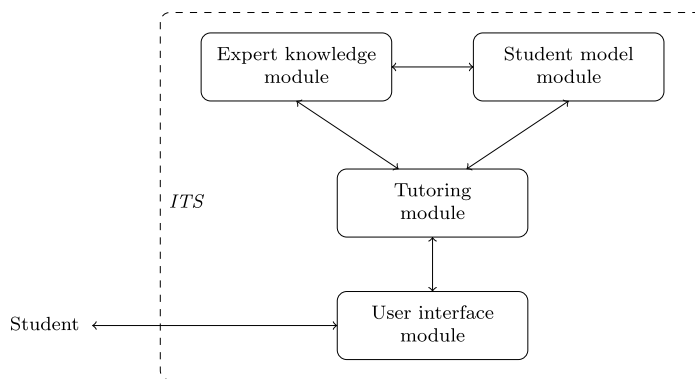 Expert knowledge
module
Student model
module
ITS
Tutoring
module
Student
User interface
module